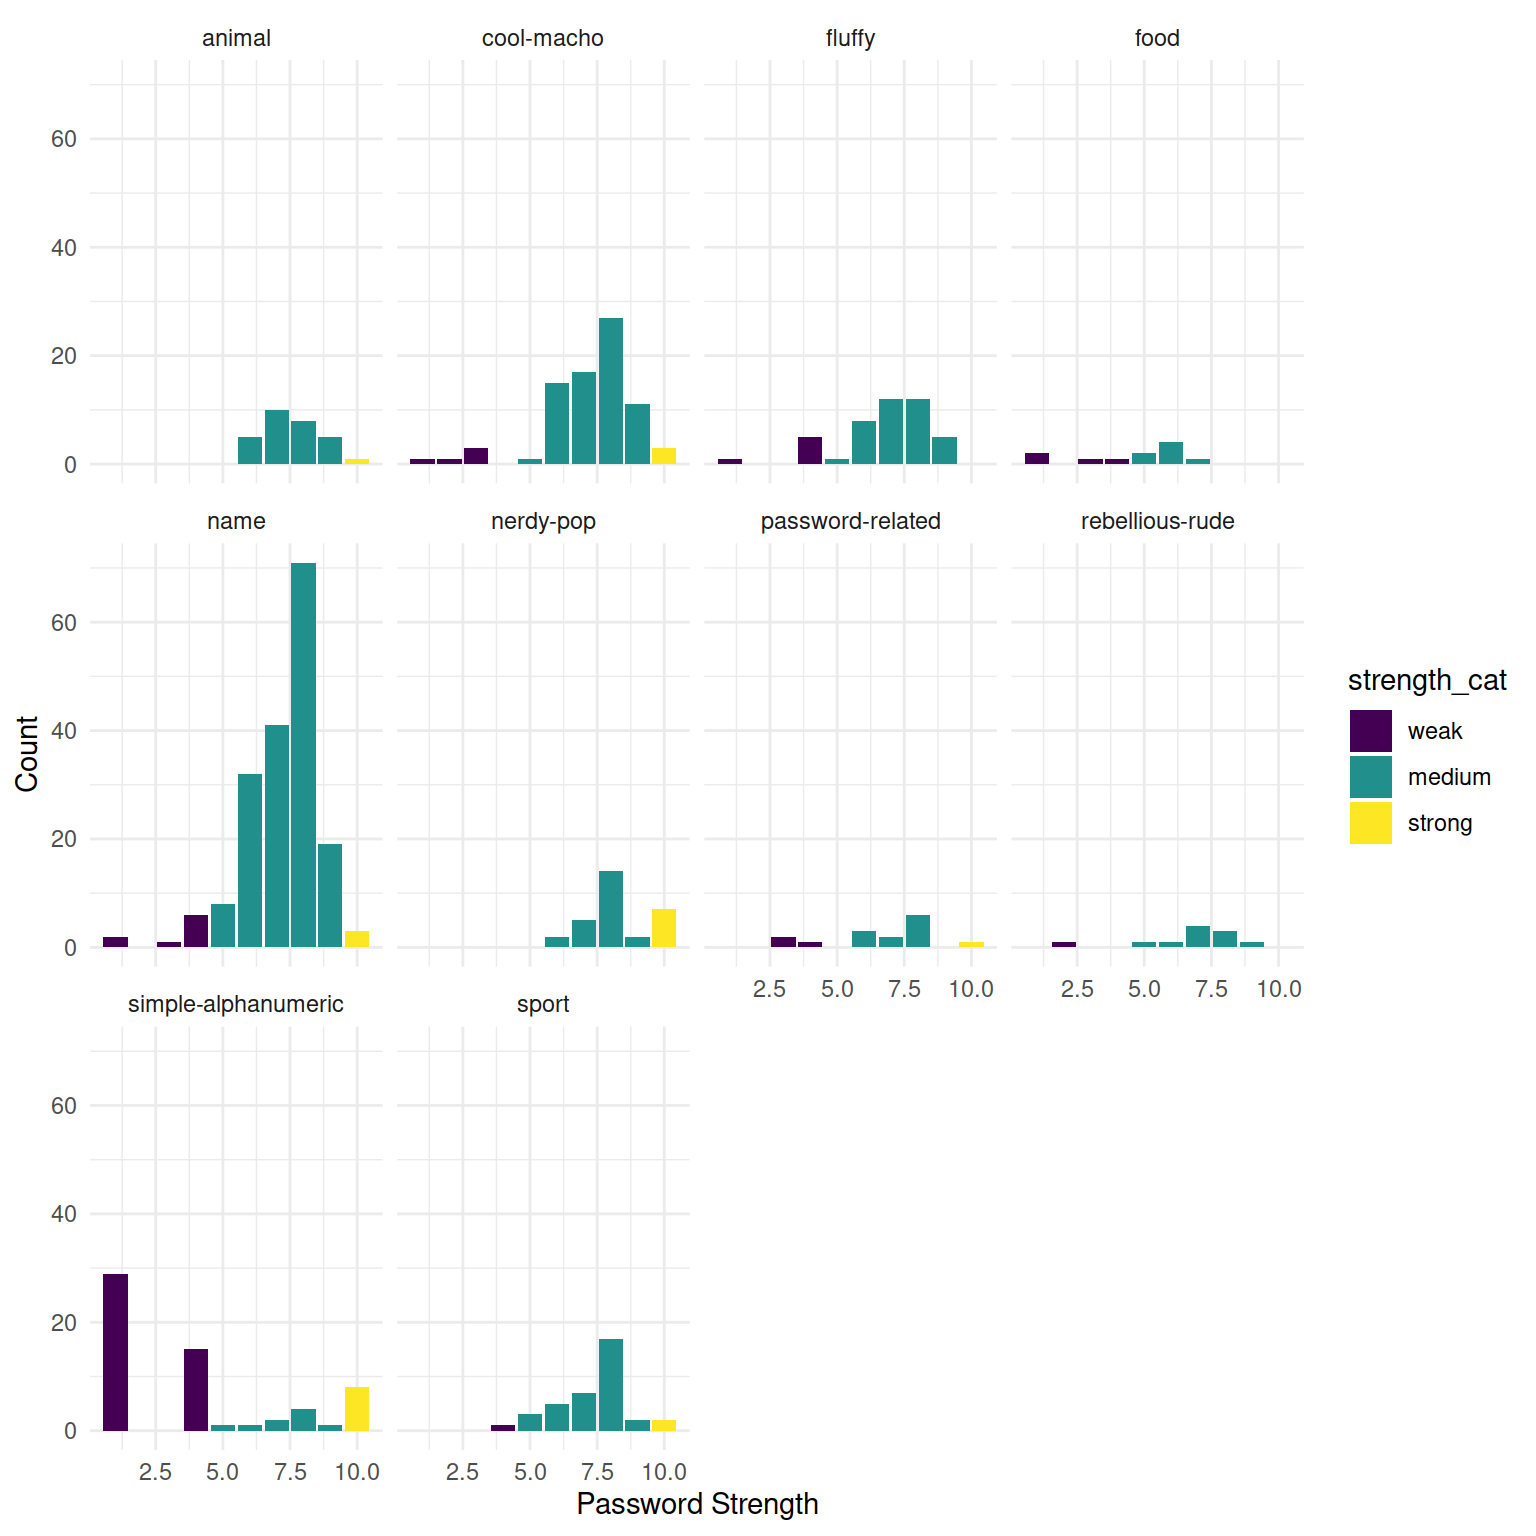 animal cool-macho fluffy food
60
40
20
0
name nerdy-pop password-related rebellious-rude
60
40
20
0
2.5 5.0 7.5 10.0 2.5 5.0 7.5 10.0
simple-alphanumeric sport
60
40
20
0
2.5 5.0 7.5 10.0 2.5 5.0 7.5 10.0
Password Strength
Count
strength_cat
weak
medium
strong